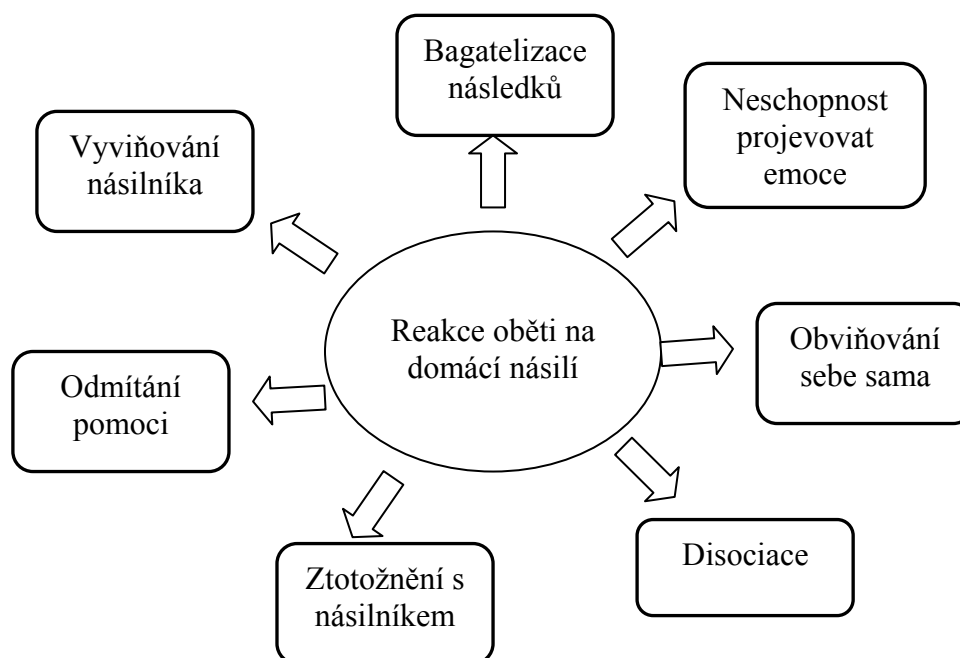 Bagatelizace
následků
Neschopnost
projevovat
emoce
Vyviňování
násilníka
Reakce oběti na
domácí násilí
Obviňování
sebe sama
Odmítání
pomoci
Disociace
Ztotožnění s
násilníkem